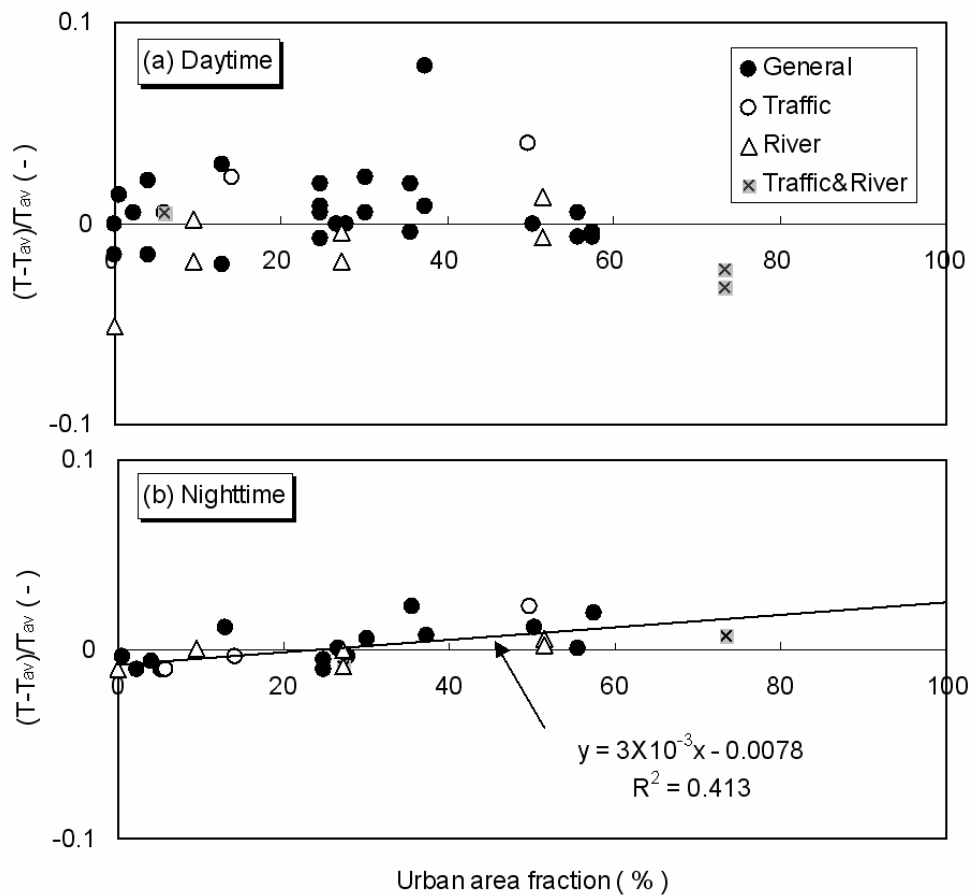 0.1
(a) Daytime
General
Traffic
River
Traffic&River
(T-Tav)/Tav ( - )
0
0 20 40 60 80 100
-0.1
0.1
(b) Nighttime
(T-Tav)/Tav ( - )
0
0 20 40 60 80 100
y = 3X10⁻³x - 0.0078
R² = 0.413
-0.1
Urban area fraction ( % )